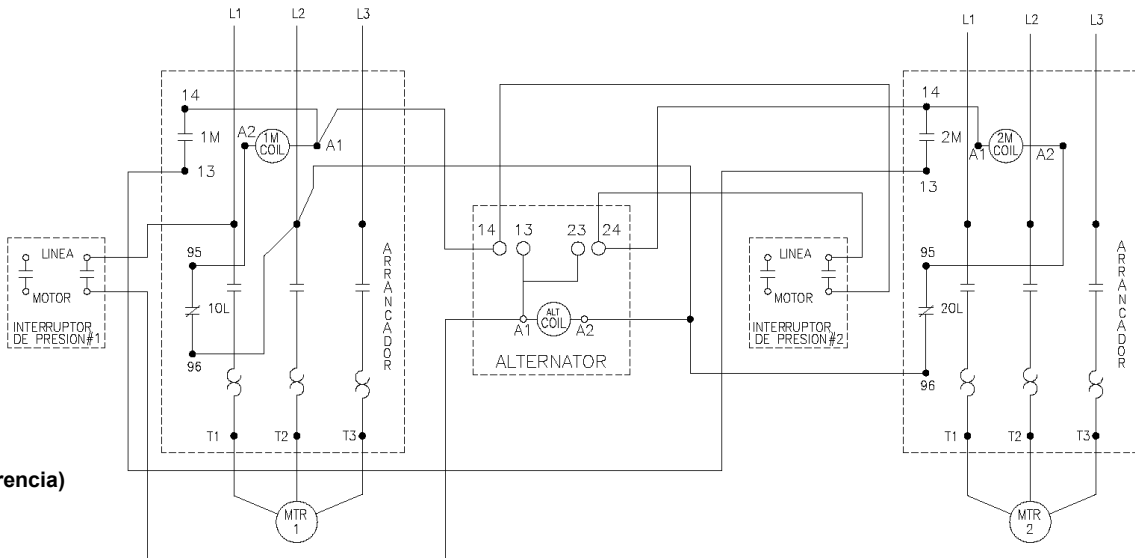 L1 L2 L3
L1 L2 L3
14
1M
13
A2
1M
COIL
A1
95
10L
96
T1 T2 T3
MTR
1
ARRANCADOR
LINEA
MOTOR
INTERRUPTOR
DE PRESION#1
14 13 23 24
A1
ALT
COIL
A2
ALTERNATOR
LINEA
MOTOR
INTERRUPTOR
DE PRESION#2
14
2M
13
A1
2M
COIL
A2
95
20L
96
T1 T2 T3
MTR
2
ARRANCADOR
rencia)